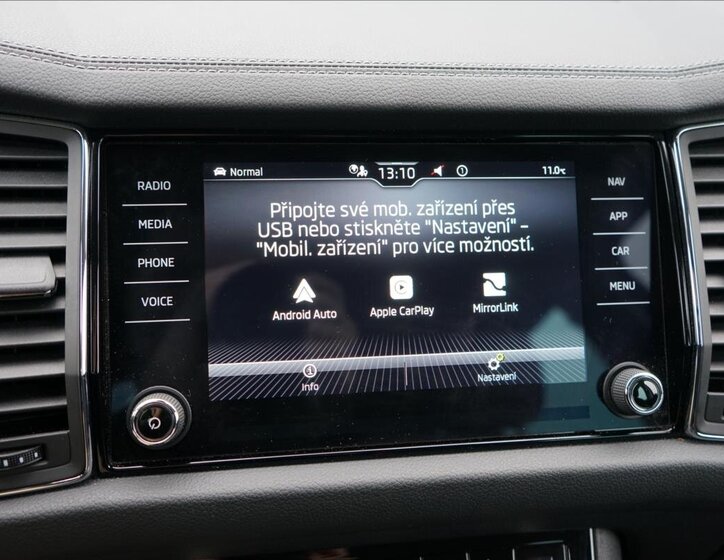 Normal
13:10
11.0℃
RADIO
MEDIA
PHONE
VOICE
Připojte své mob. zařízení přes
USB nebo stiskněte "Nastavení" –
"Mobil. zařízení" pro více možností.
Android Auto
Apple CarPlay
MirrorLink
Info
Nastavení
NAV
APP
CAR
MENU